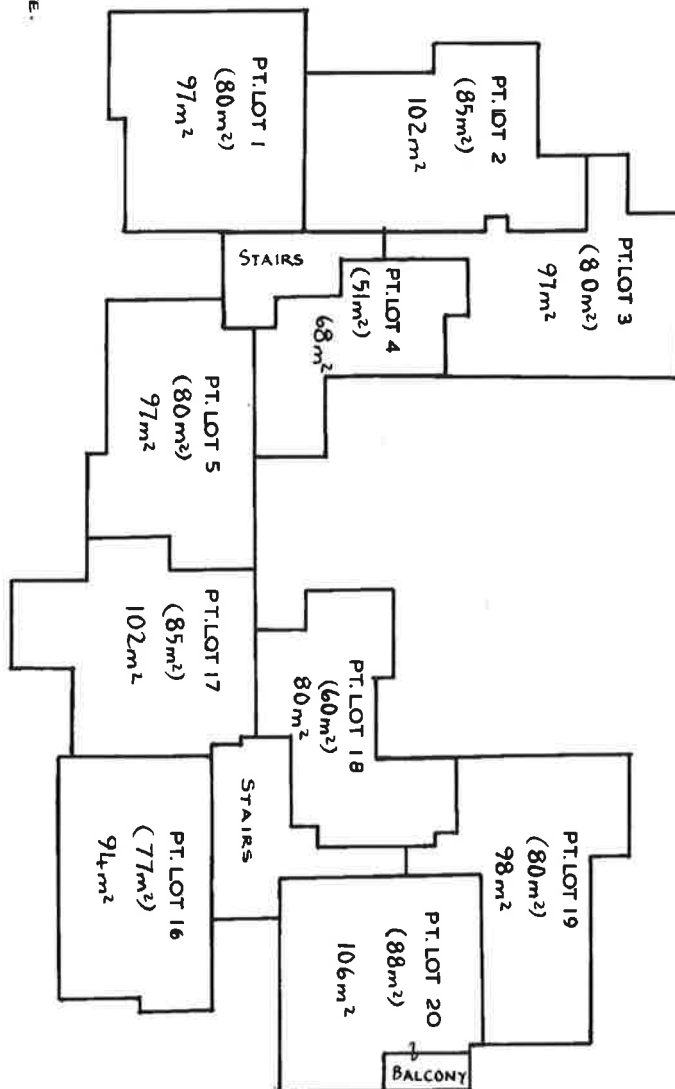 E.
PT. LOT 1
(80m²)
97m²
PT. LOT 2
(85m²)
102m²
PT. LOT 3
(80m²)
97m²
STAIRS
PT. LOT 4
(51m²)
68m²
PT. LOT 5
(80m²)
97m²
PT. LOT 17
(85m²)
102m²
PT. LOT 18
(60m²)
80m²
STAIRS
PT. LOT 16
(77m²)
94m²
PT. LOT 19
(80m²)
98m²
PT. LOT 20
(88m²)
106m²
BALCONY